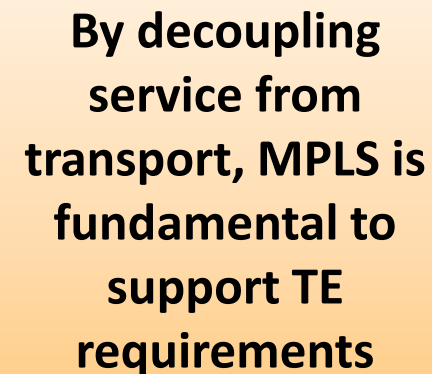 By decoupling
service from
transport, MPLS is
fundamental to
support TE
requirements